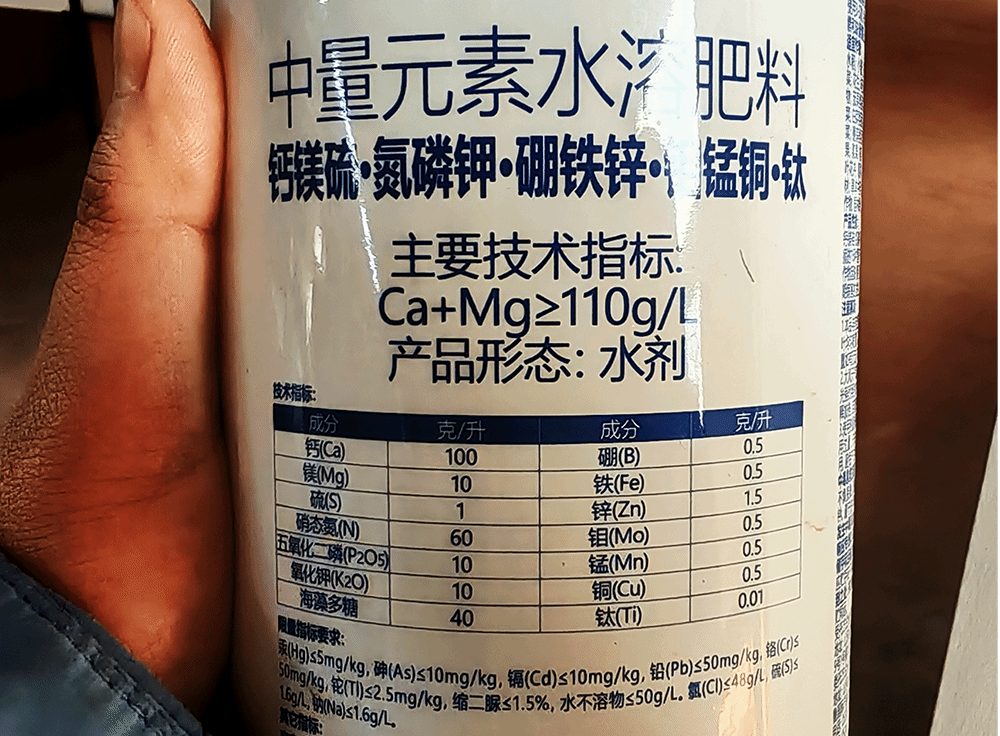 中量元素水溶肥料
钙镁硫·氮磷钾·硼铁锌·钼锰铜·钛
主要技术指标:
Ca+Mg≥110g/L
产品形态：水剂
技术指标:
成分 克/升 成分 克/升
钙(Ca) 100 硼(B) 0.5
镁(Mg) 10 铁(Fe) 0.5
硫(S) 1 锌(Zn) 1.5
硝态氮(N) 60 钼(Mo) 0.5
五氧化二磷(P2O5) 10 锰(Mn) 0.5
氧化钾(K2O) 10 铜(Cu) 0.5
海藻多糖 40 钛(Ti) 0.01
限量指标要求:
汞(Hg)≤5mg/kg, 砷(As)≤10mg/kg, 镉(Cd)≤10mg/kg, 铅(Pb)≤50mg/kg, 铬(Cr)≤
50mg/kg, 铊(Tl)≤2.5mg/kg, 缩二脲≤1.5%, 水不溶物≤50g/L, 氯(Cl)≤48g/L, 硫(S)≤
1.6g/L, 钠(Na)≤1.6g/L。
其它指标: